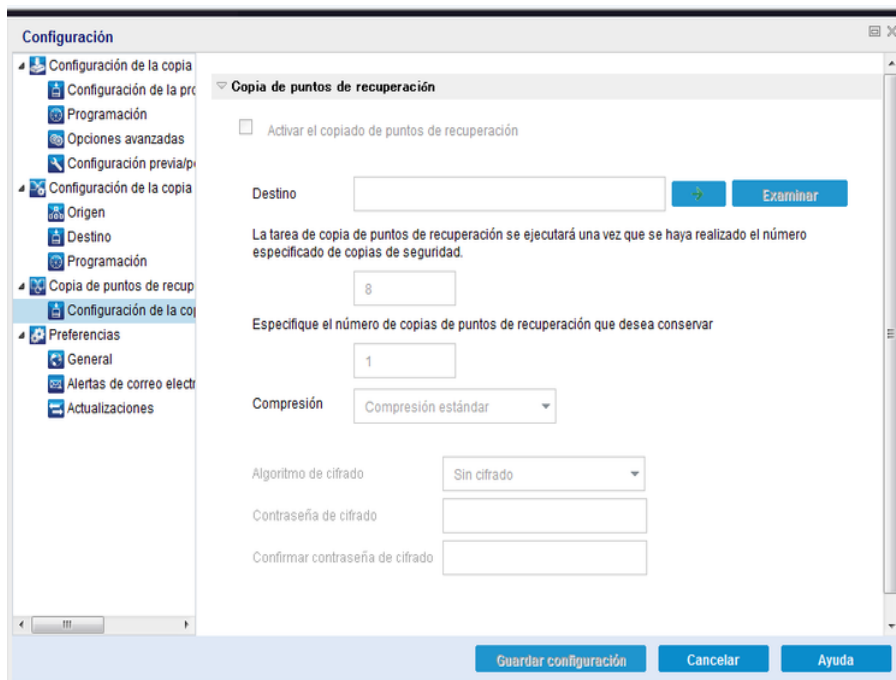 Configuración
Configuración de la copia
Configuración de la pro
Programación
Opciones avanzadas
Configuración previa/p
Configuración de la copia
Origen
Destino
Programación
Copia de puntos de recup
Configuración de la co
Preferencias
General
Alertas de correo electr
Actualizaciones
Copia de puntos de recuperación
Activar el copiado de puntos de recuperación
Destino
Examinar
La tarea de copia de puntos de recuperación se ejecutará una vez que se haya realizado el número
especificado de copias de seguridad.
8
Especifique el número de copias de puntos de recuperación que desea conservar
1
Compresión Compresión estándar
Algoritmo de cifrado Sin cifrado
Contraseña de cifrado
Confirmar contraseña de cifrado
Guardar configuración Cancelar Ayuda